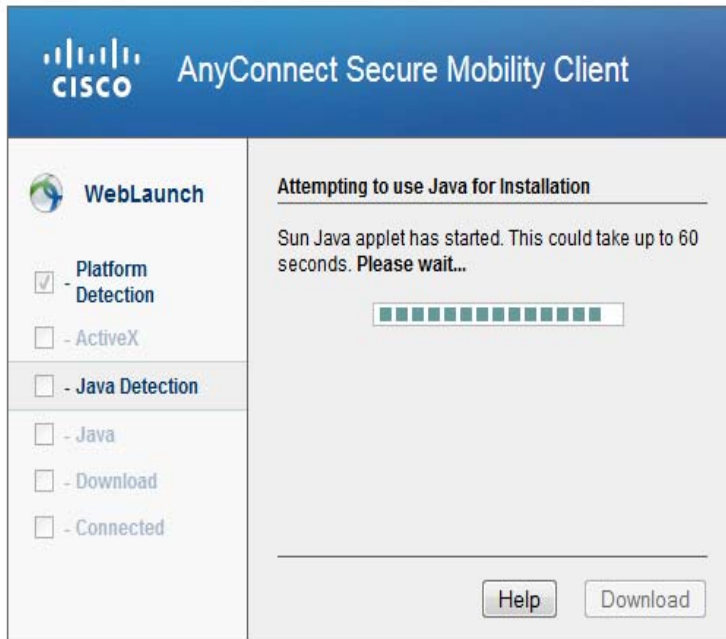 CISCO
AnyConnect Secure Mobility Client
WebLaunch
- Platform
Detection
- ActiveX
- Java Detection
- Java
- Download
- Connected
Attempting to use Java for Installation
Sun Java applet has started. This could take up to 60
seconds. Please wait...
Help
Download